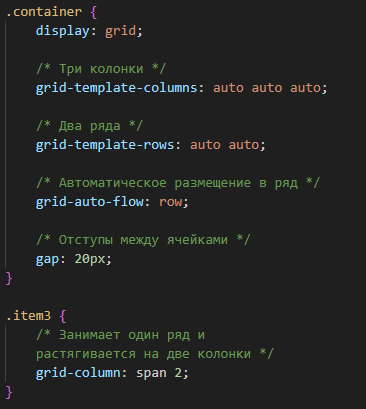 .container {
    display: grid;

    /* Три колонки */
    grid-template-columns: auto auto auto;

    /* Два ряда */
    grid-template-rows: auto auto;

    /* Автоматическое размещение в ряд */
    grid-auto-flow: row;

    /* Отступы между ячейками */
    gap: 20px;
}

.item3 {
    /* Занимает один ряд и
    растягивается на две колонки */
    grid-column: span 2;
}